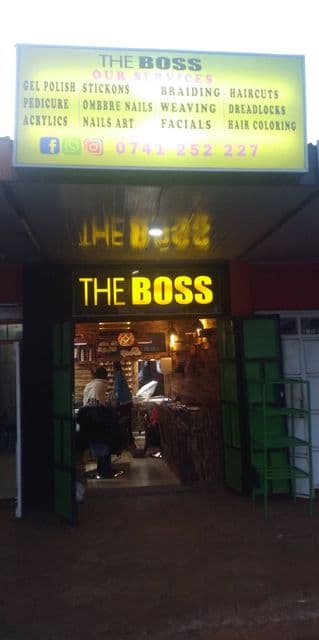 THE BOSS
OUR SERVICES
GEL POLISH STICKONS BRAIDING HAIRCUTS
PEDICURE OMBBRE NAILS WEAVING DREADLOCKS
ACRYLICS NAILS ART FACIALS HAIR COLORING
0741 252 227
THE BOSS
THE BOSS